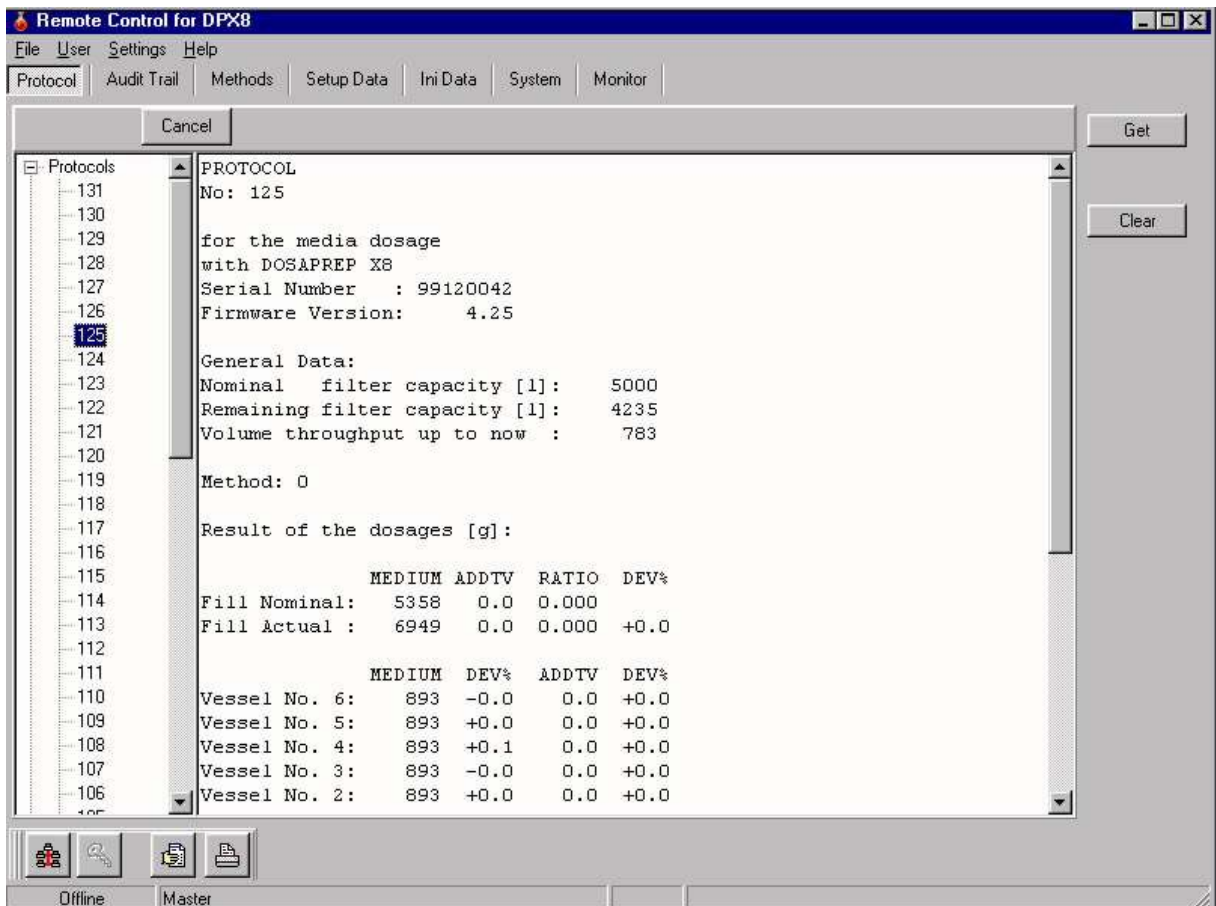 Remote Control for DPX8
File User Settings Help
Protocol Audit Trail Methods Setup Data Ini Data System Monitor
Cancel
Get
Clear
Protocols
131
130
129
128
127
126
125
124
123
122
121
120
119
118
117
116
115
114
113
112
111
110
109
108
107
106
PROTOCOL
No: 125
for the media dosage
with DOSAPREP X8
Serial Number : 99120042
Firmware Version: 4.25
General Data:
Nominal filter capacity [l]: 5000
Remaining filter capacity [l]: 4235
Volume throughput up to now : 783
Method: 0
Result of the dosages [g]:
MEDIUM ADDTV RATIO DEV%
Fill Nominal: 5358 0.0 0.000
Fill Actual : 6949 0.0 0.000 +0.0
MEDIUM DEV% ADDTV DEV%
Vessel No. 6: 893 -0.0 0.0 +0.0
Vessel No. 5: 893 +0.0 0.0 +0.0
Vessel No. 4: 893 +0.1 0.0 +0.0
Vessel No. 3: 893 -0.0 0.0 +0.0
Vessel No. 2: 893 +0.0 0.0 +0.0
Offline Master